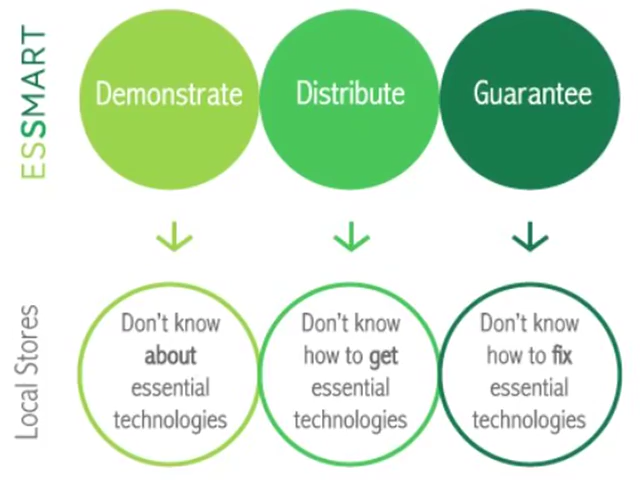 ESSMART
Demonstrate
Distribute
Guarantee
Local Stores
Don't know
about
essential
technologies
Don't know
how to get
essential
technologies
Don't know
how to fix
essential
technologies